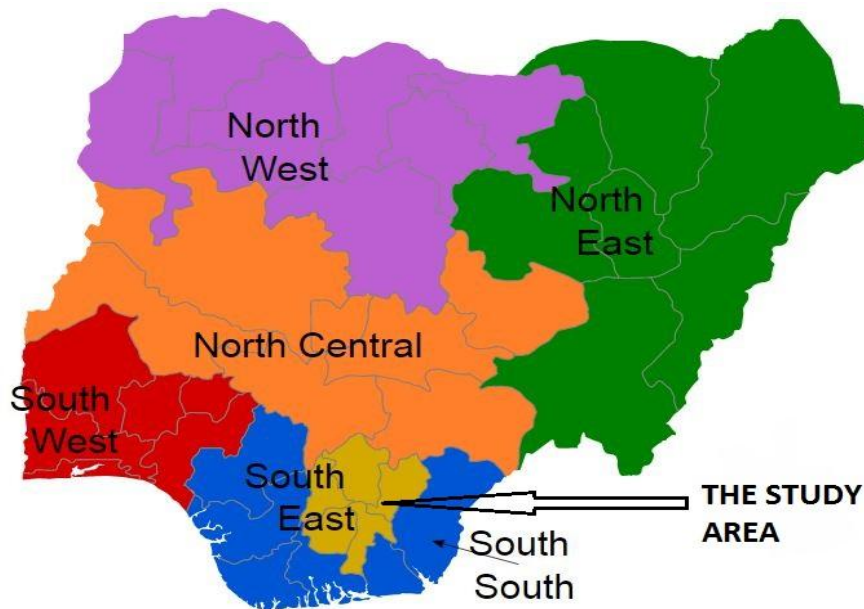 North
West
North
East
North Central
South
West
South
East
THE STUDY
AREA
South
South